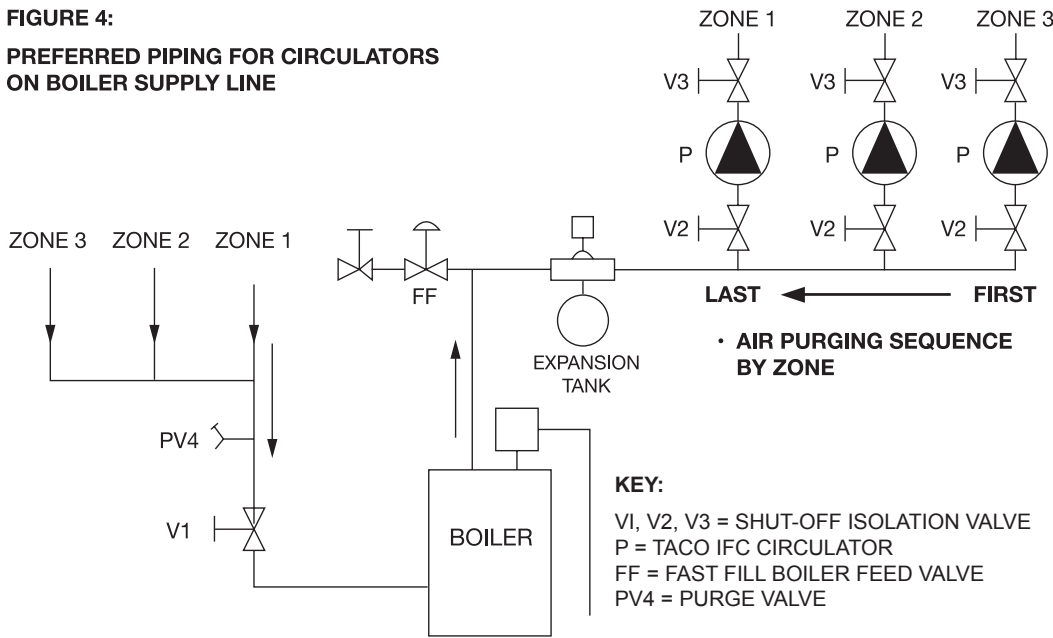 FIGURE 4:
PREFERRED PIPING FOR CIRCULATORS
ON BOILER SUPPLY LINE
ZONE 1 ZONE 2 ZONE 3
V3 V3 V3
P P P
V2 V2 V2
ZONE 3 ZONE 2 ZONE 1
FF
LAST FIRST
• AIR PURGING SEQUENCE
BY ZONE
EXPANSION
TANK
PV4
V1
BOILER
KEY:
VI, V2, V3 = SHUT-OFF ISOLATION VALVE
P = TACO IFC CIRCULATOR
FF = FAST FILL BOILER FEED VALVE
PV4 = PURGE VALVE